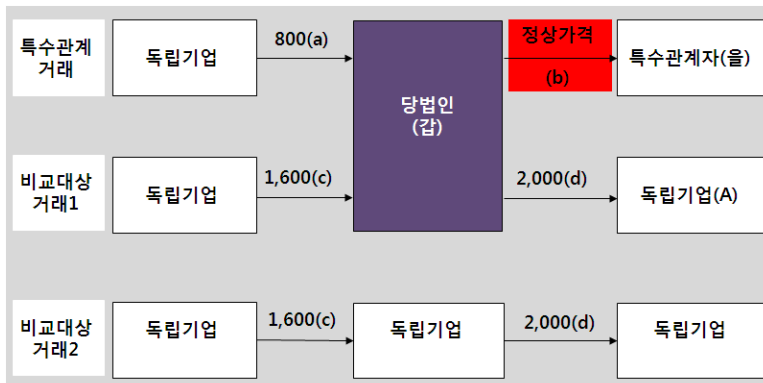 특수관계
거래
독립기업
800(a)
당법인
(갑)
정상가격
(b)
특수관계자(을)
비교대상
거래1
독립기업
1,600(c)
2,000(d)
독립기업(A)
비교대상
거래2
독립기업
1,600(c)
독립기업
2,000(d)
독립기업